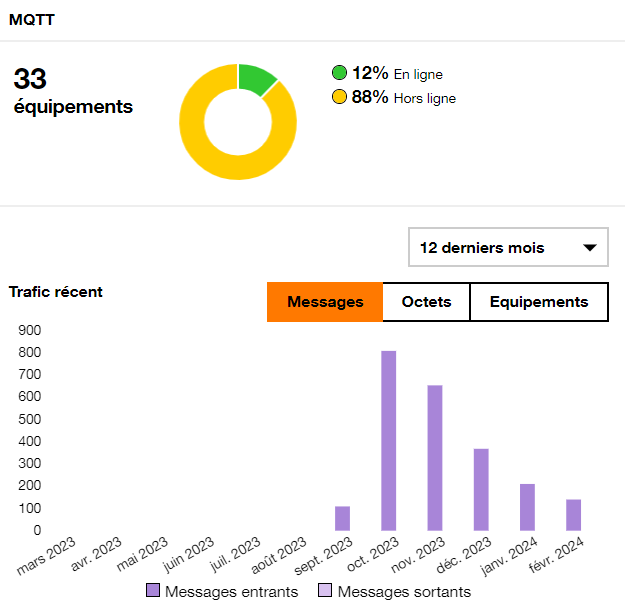 MQTT
33
équipements
12% En ligne
88% Hors ligne
12 derniers mois
Trafic récent
Messages
Octets
Equipements
900
800
700
600
500
400
300
200
100
0
mars 2023
avr. 2023
mai 2023
juin 2023
juil. 2023
août 2023
sept. 2023
oct. 2023
nov. 2023
déc. 2023
janv. 2024
févr. 2024
Messages entrants
Messages sortants